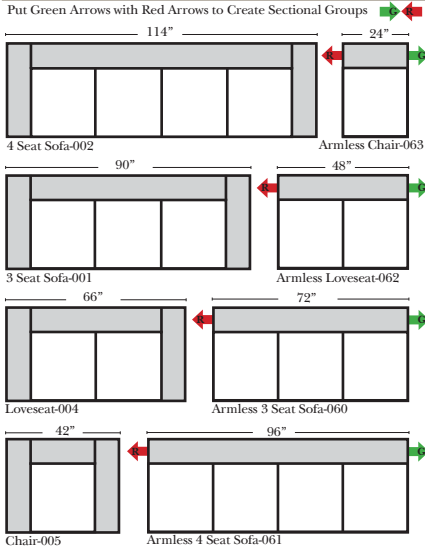 Put Green Arrows with Red Arrows to Create Sectional Groups G R
114” 24”
R G
4 Seat Sofa-002 Armless Chair-063
90” 48”
R G
3 Seat Sofa-001 Armless Loveseat-062
66” 72”
R G
Loveseat-004 Armless 3 Seat Sofa-060
42” 96”
R G
Chair-005 Armless 4 Seat Sofa-061